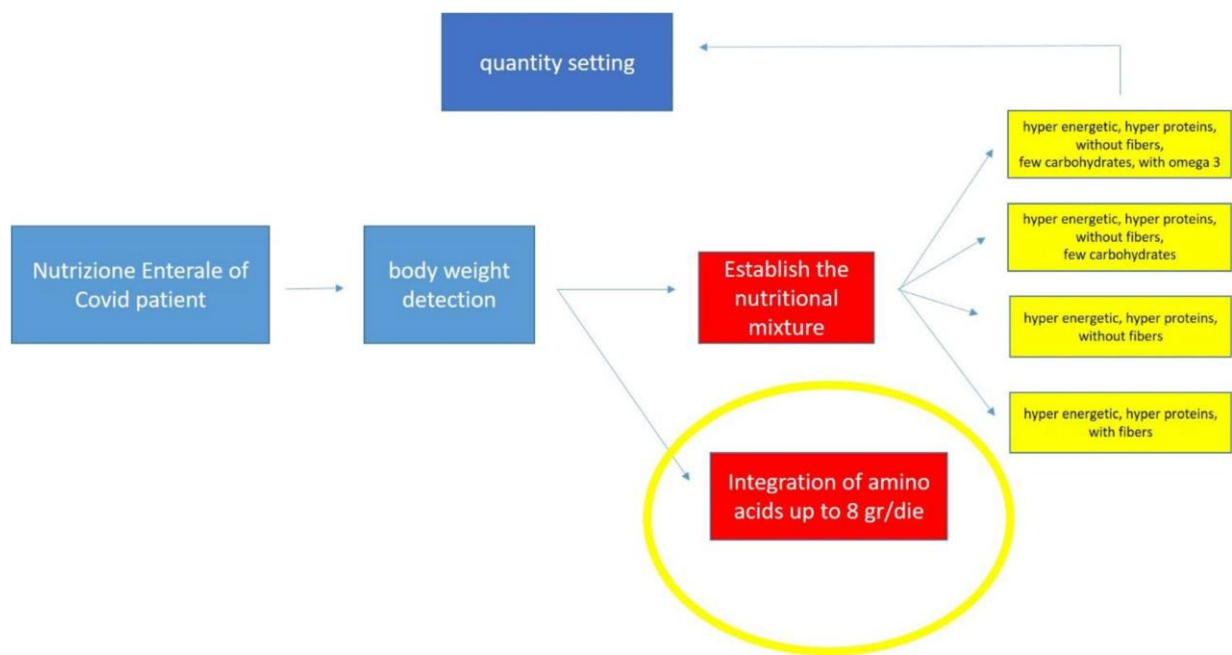 quantity setting
hyper energetic, hyper proteins,
without fibers,
few carbohydrates, with omega 3
hyper energetic, hyper proteins,
without fibers,
few carbohydrates
Nutrizione Enterale of
Covid patient
body weight
detection
Establish the
nutritional
mixture
hyper energetic, hyper proteins,
without fibers
hyper energetic, hyper proteins,
with fibers
Integration of amino
acids up to 8 gr/die